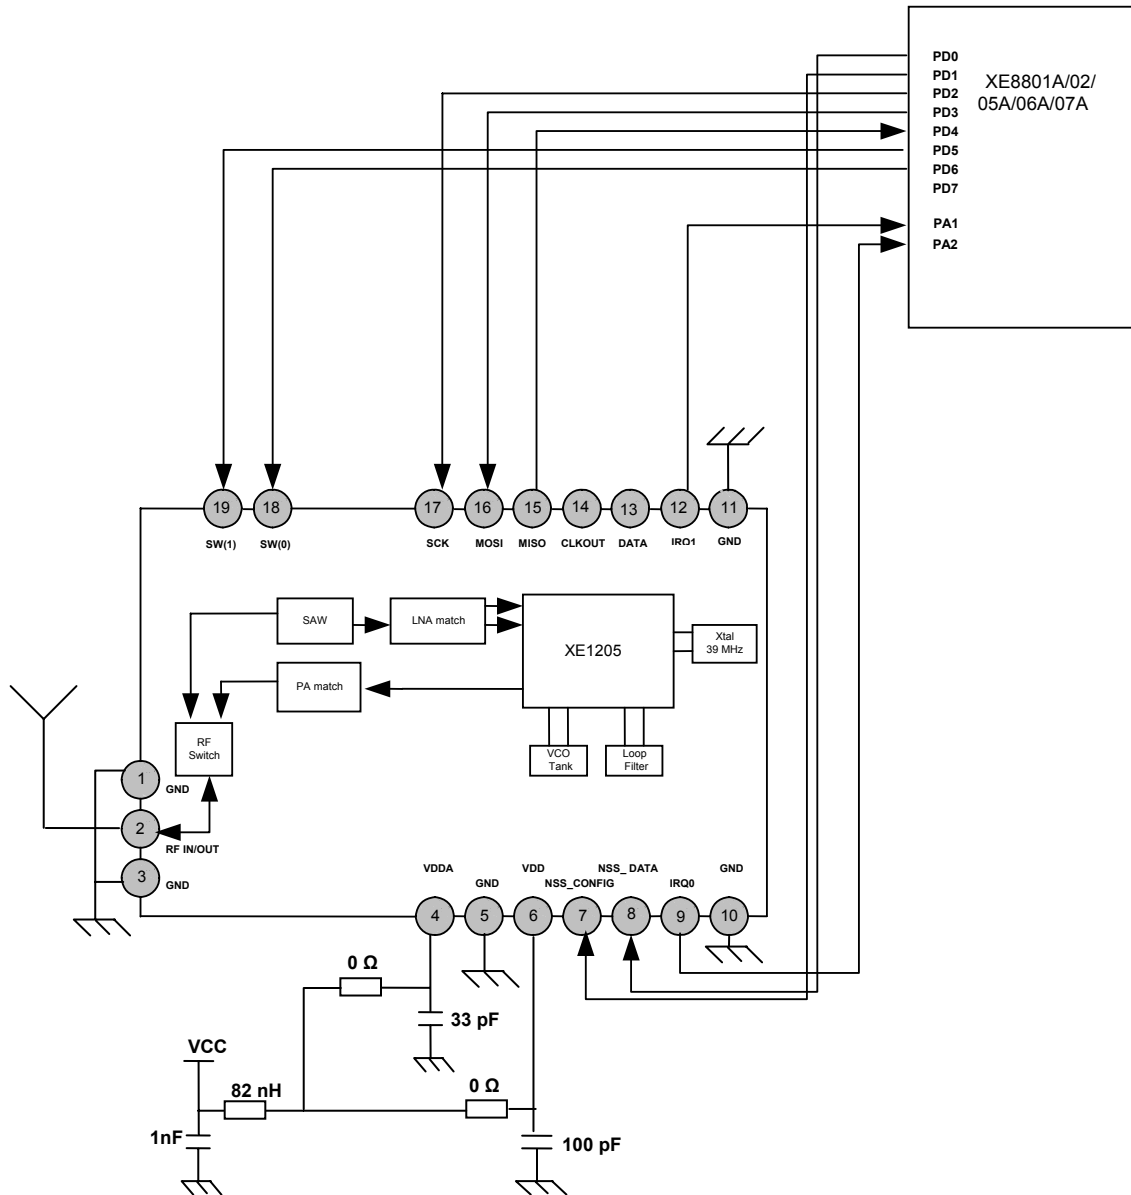 PD0
PD1
PD2
PD3
PD4
PD5
PD6
PD7
PA1
PA2
XE8801A/02/
05A/06A/07A
19
18
17
16
15
14
13
12
11
SW(1)
SW(0)
SCK
MOSI
MISO
CLKOUT
DATA
IRQ1
GND
SAW
LNA match
XE1205
Xtal
39 MHz
PA match
RF
Switch
VCO
Tank
Loop
Filter
1
GND
2
RF IN/OUT
3
GND
VDDA
GND
VDD
NSS_CONFIG
NSS_DATA
IRQ0
GND
4
5
6
7
8
9
10
0 Ω
33 pF
VCC
82 nH
0 Ω
1nF
100 pF